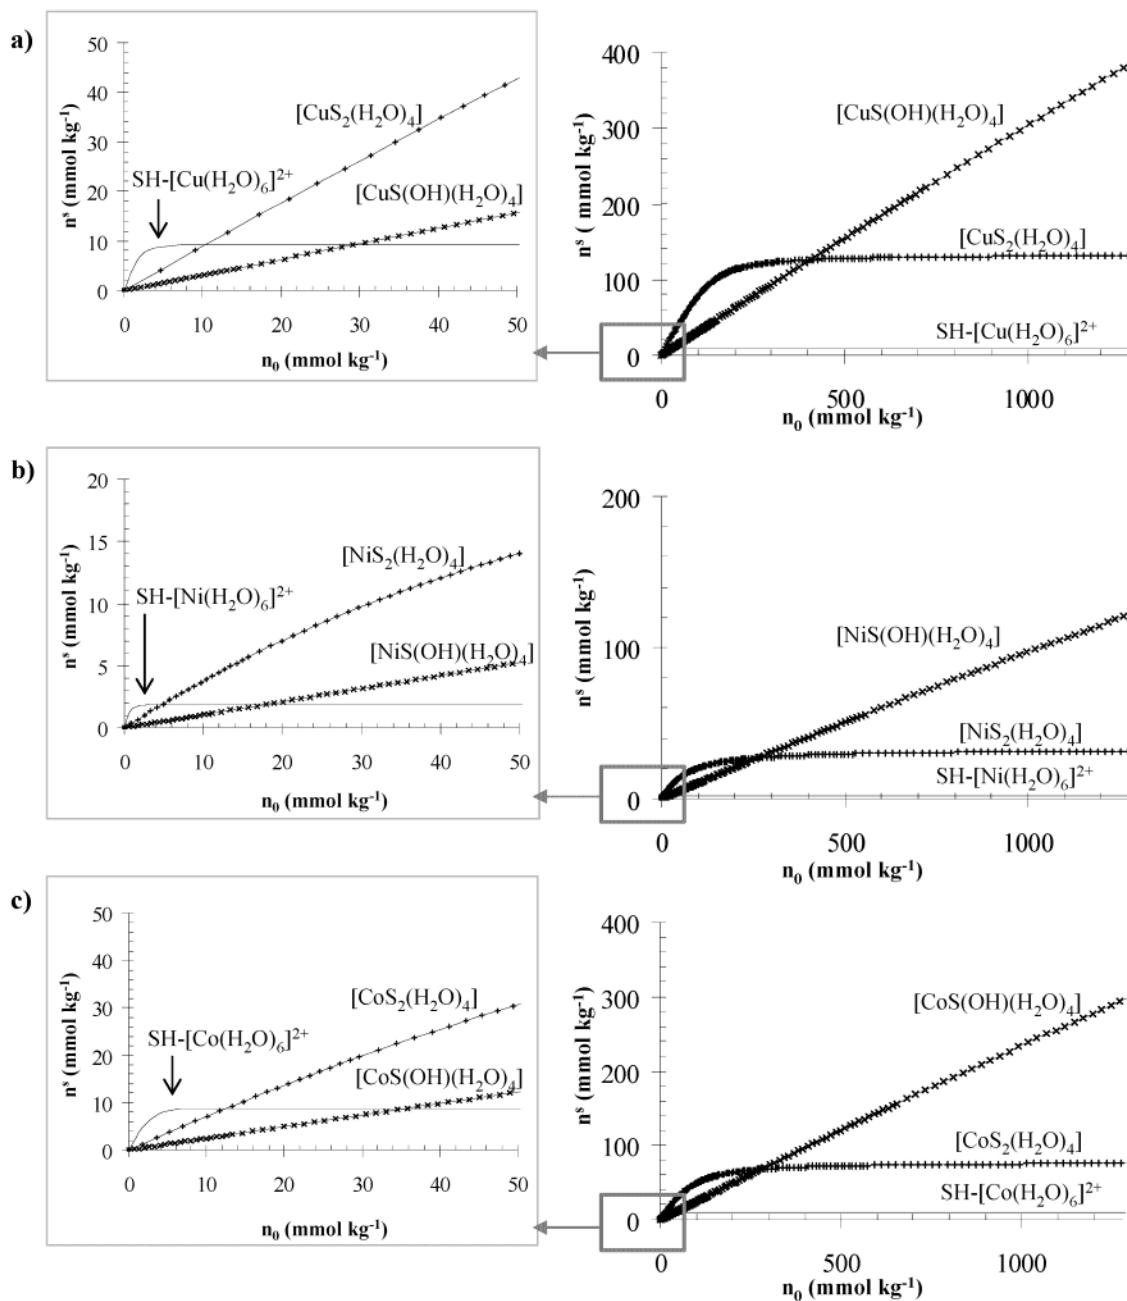 a)
50
40
30
20
10
0
nˢ (mmol kg⁻¹)
[CuS₂(H₂O)₄]
SH-[Cu(H₂O)₆]²⁺
[CuS(OH)(H₂O)₄]
0 10 20 30 40 50
n₀ (mmol kg⁻¹)
400
300
200
100
0
nˢ ( mmol kg⁻¹)
[CuS(OH)(H₂O)₄]
[CuS₂(H₂O)₄]
SH-[Cu(H₂O)₆]²⁺
0 500 1000
n₀ (mmol kg⁻¹)
b)
20
15
10
5
0
nˢ (mmol kg⁻¹)
[NiS₂(H₂O)₄]
SH-[Ni(H₂O)₆]²⁺
[NiS(OH)(H₂O)₄]
0 10 20 30 40 50
n₀ (mmol kg⁻¹)
200
100
0
nˢ (mmol kg⁻¹)
[NiS(OH)(H₂O)₄]
[NiS₂(H₂O)₄]
SH-[Ni(H₂O)₆]²⁺
0 500 1000
n₀ (mmol kg⁻¹)
c)
50
40
30
20
10
0
nˢ (mmol kg⁻¹)
[CoS₂(H₂O)₄]
SH-[Co(H₂O)₆]²⁺
[CoS(OH)(H₂O)₄]
0 10 20 30 40 50
n₀ (mmol kg⁻¹)
400
300
200
100
0
nˢ (mmol kg⁻¹)
[CoS(OH)(H₂O)₄]
[CoS₂(H₂O)₄]
SH-[Co(H₂O)₆]²⁺
0 500 1000
n₀ (mmol kg⁻¹)